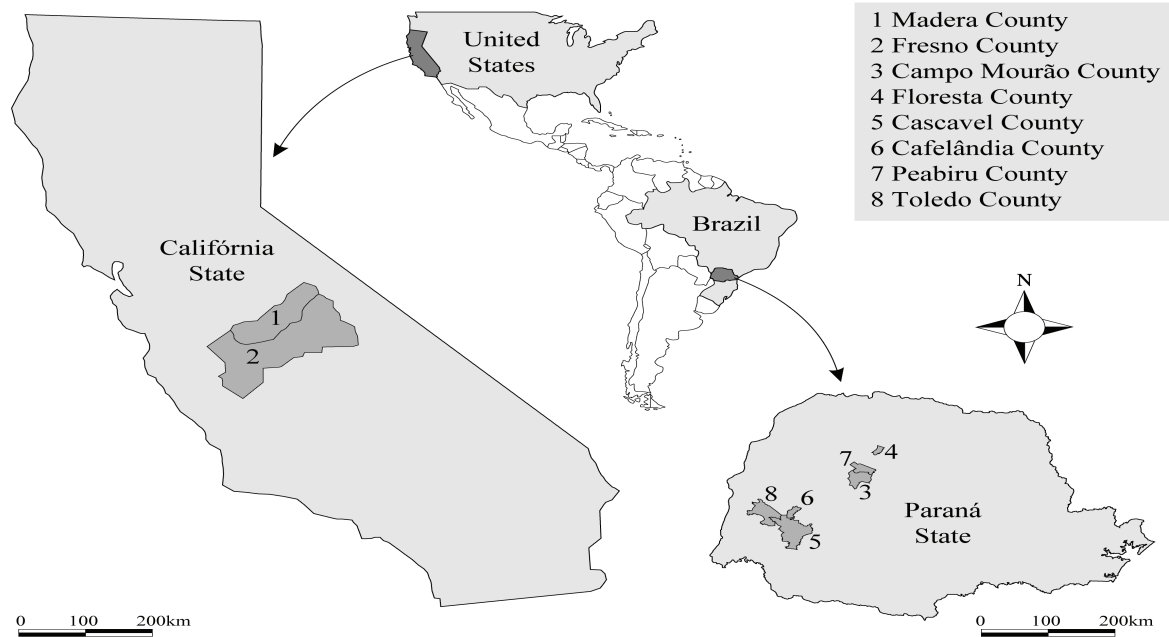 United
States
1 Madera County
2 Fresno County
3 Campo Mourão County
4 Floresta County
5 Cascavel County
6 Cafelândia County
7 Peabiru County
8 Toledo County
Brazil
Califórnia
State
N
1
2
4
7
3
8
6
5
Paraná
State
0 100 200km
0 100 200km